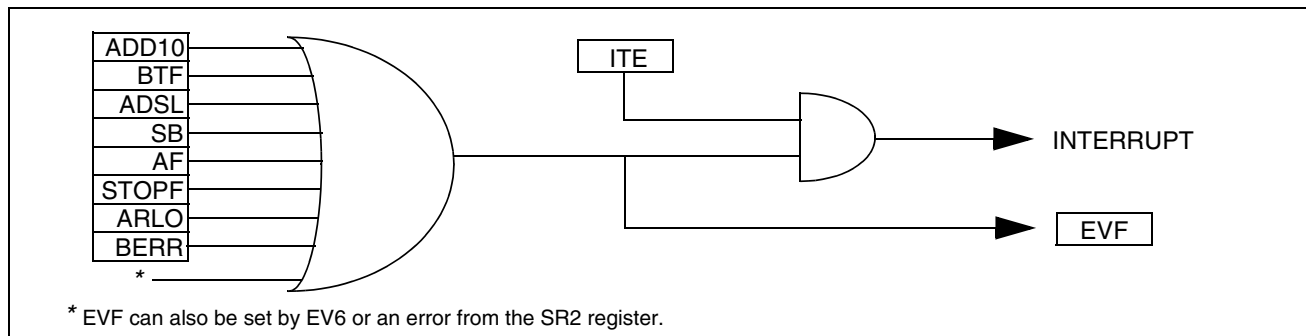 ADD10
BTF
ADSL
SB
AF
STOPF
ARLO
BERR
*
ITE
INTERRUPT
EVF
* EVF can also be set by EV6 or an error from the SR2 register.